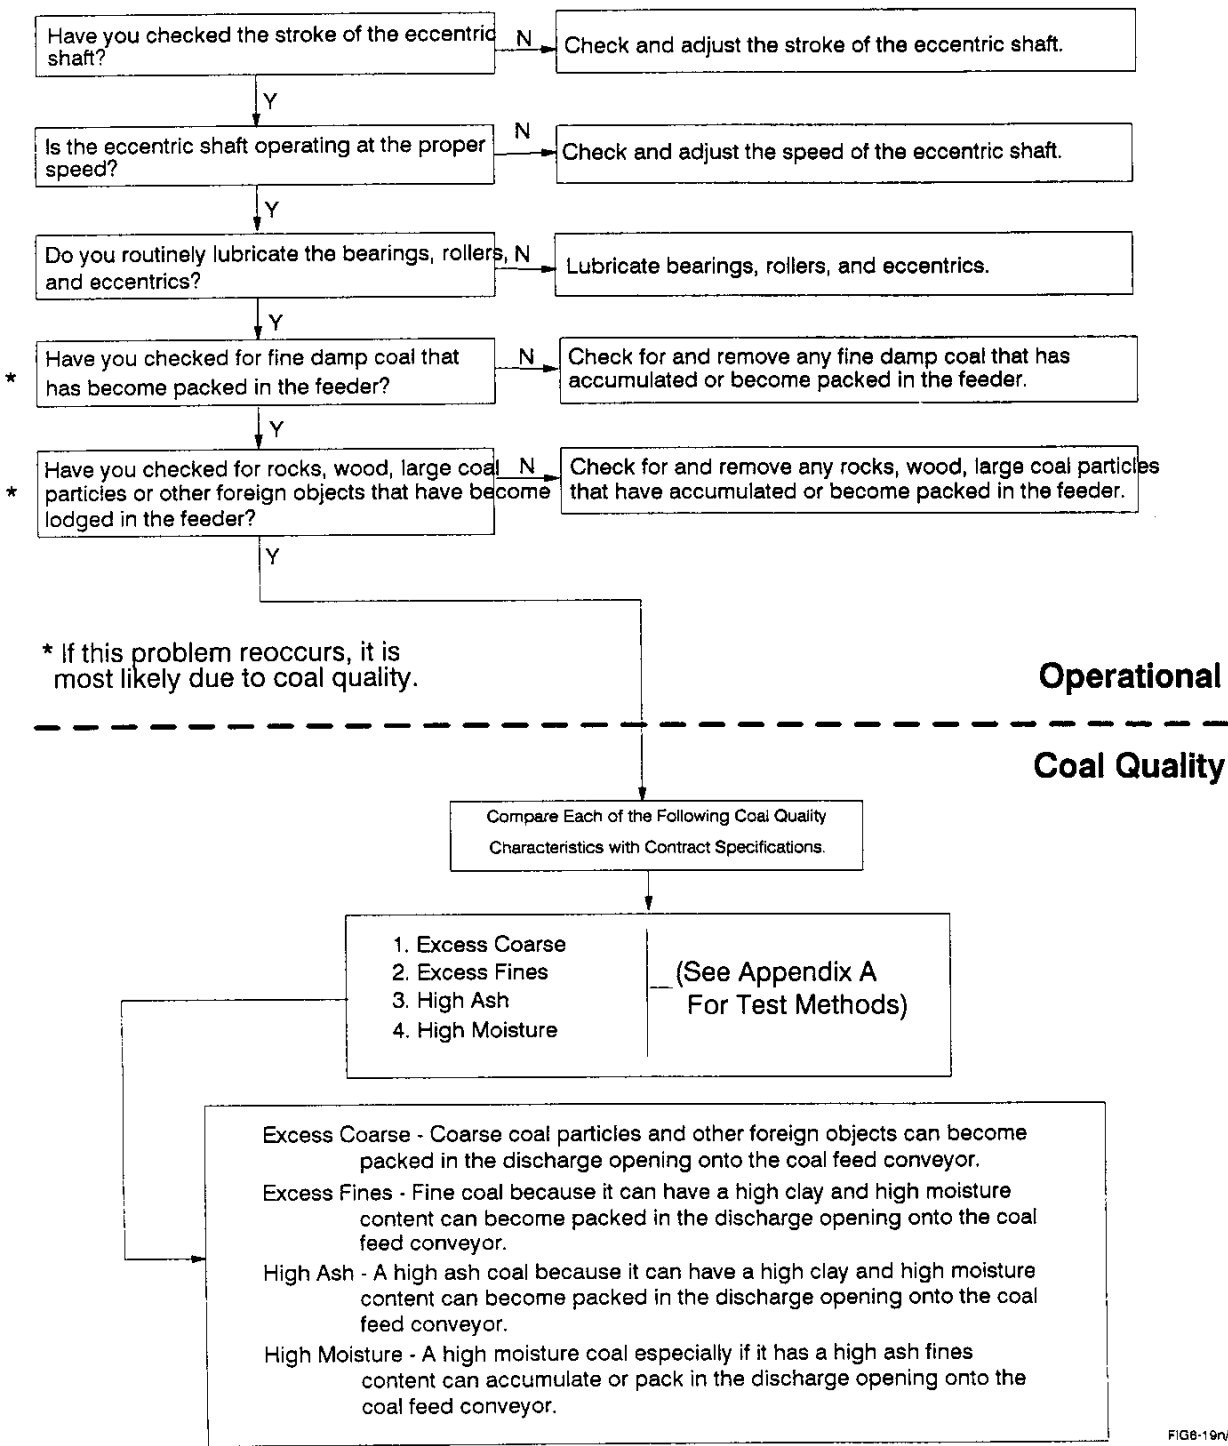 Have you checked the stroke of the eccentric
shaft?
N
Check and adjust the stroke of the eccentric shaft.
Y
Is the eccentric shaft operating at the proper
speed?
N
Check and adjust the speed of the eccentric shaft.
Y
Do you routinely lubricate the bearings, rollers,
and eccentrics?
N
Lubricate bearings, rollers, and eccentrics.
Y
*
Have you checked for fine damp coal that
has become packed in the feeder?
N
Check for and remove any fine damp coal that has
accumulated or become packed in the feeder.
Y
*
Have you checked for rocks, wood, large coal
particles or other foreign objects that have become
lodged in the feeder?
N
Check for and remove any rocks, wood, large coal particles
that have accumulated or become packed in the feeder.
Y
* If this problem reoccurs, it is
most likely due to coal quality.
Operational
Coal Quality
Compare Each of the Following Coal Quality
Characteristics with Contract Specifications.
1. Excess Coarse
2. Excess Fines
3. High Ash
4. High Moisture
(See Appendix A
For Test Methods)
Excess Coarse - Coarse coal particles and other foreign objects can become
packed in the discharge opening onto the coal feed conveyor.
Excess Fines - Fine coal because it can have a high clay and high moisture
content can become packed in the discharge opening onto the coal
feed conveyor.
High Ash - A high ash coal because it can have a high clay and high moisture
content can become packed in the discharge opening onto the coal
feed conveyor.
High Moisture - A high moisture coal especially if it has a high ash fines
content can accumulate or pack in the discharge opening onto the
coal feed conveyor.
FIG6-19n/